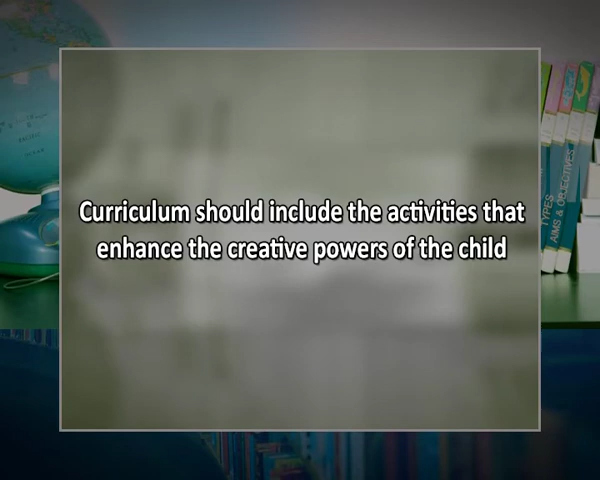 Curriculum should include the activities that
enhance the creative powers of the child
TYPES
AIMS & OBJECTIVES